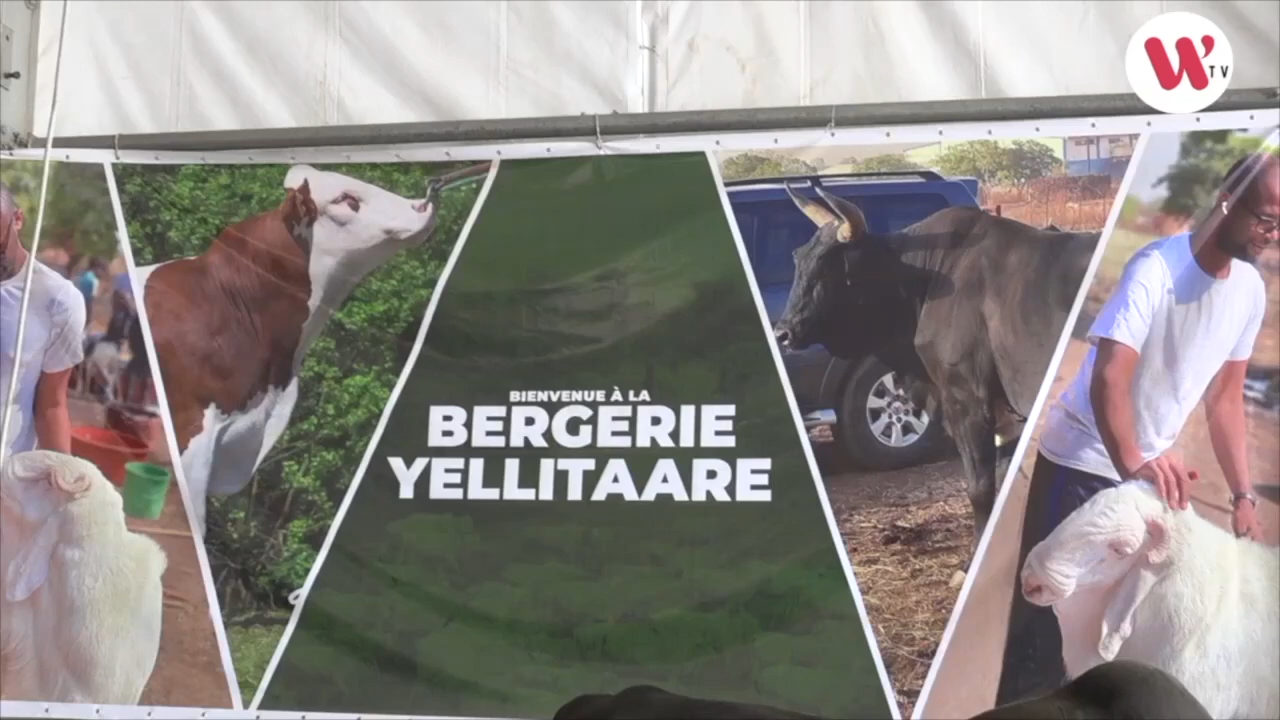 W'
TV
BIENVENUE À LA
BERGERIE
YELLITAARE